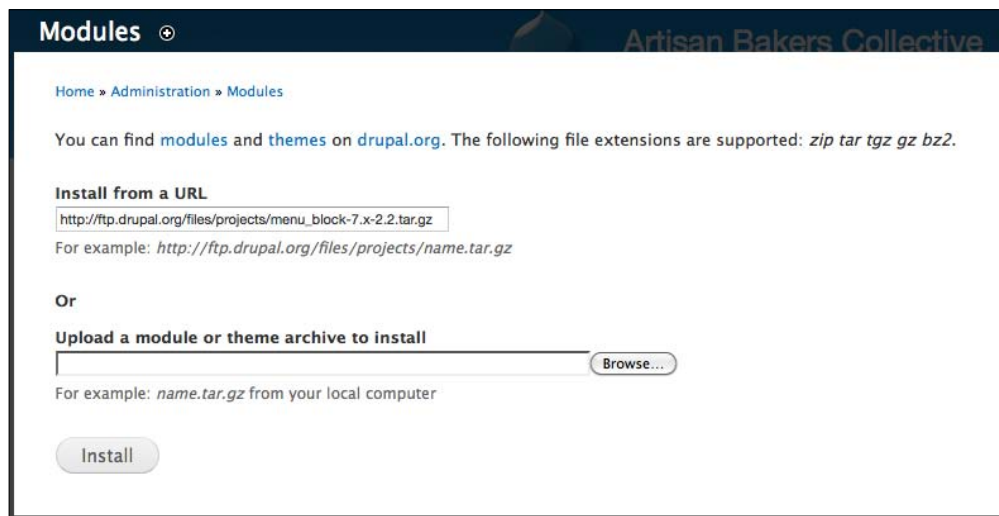 Modules
Artisan Bakers Collective
Home » Administration » Modules
You can find modules and themes on drupal.org. The following file extensions are supported: zip tar tgz gz bz2.
Install from a URL
http://ftp.drupal.org/files/projects/menu_block-7.x-2.2.tar.gz
For example: http://ftp.drupal.org/files/projects/name.tar.gz
Or
Upload a module or theme archive to install
Browse...
For example: name.tar.gz from your local computer
Install